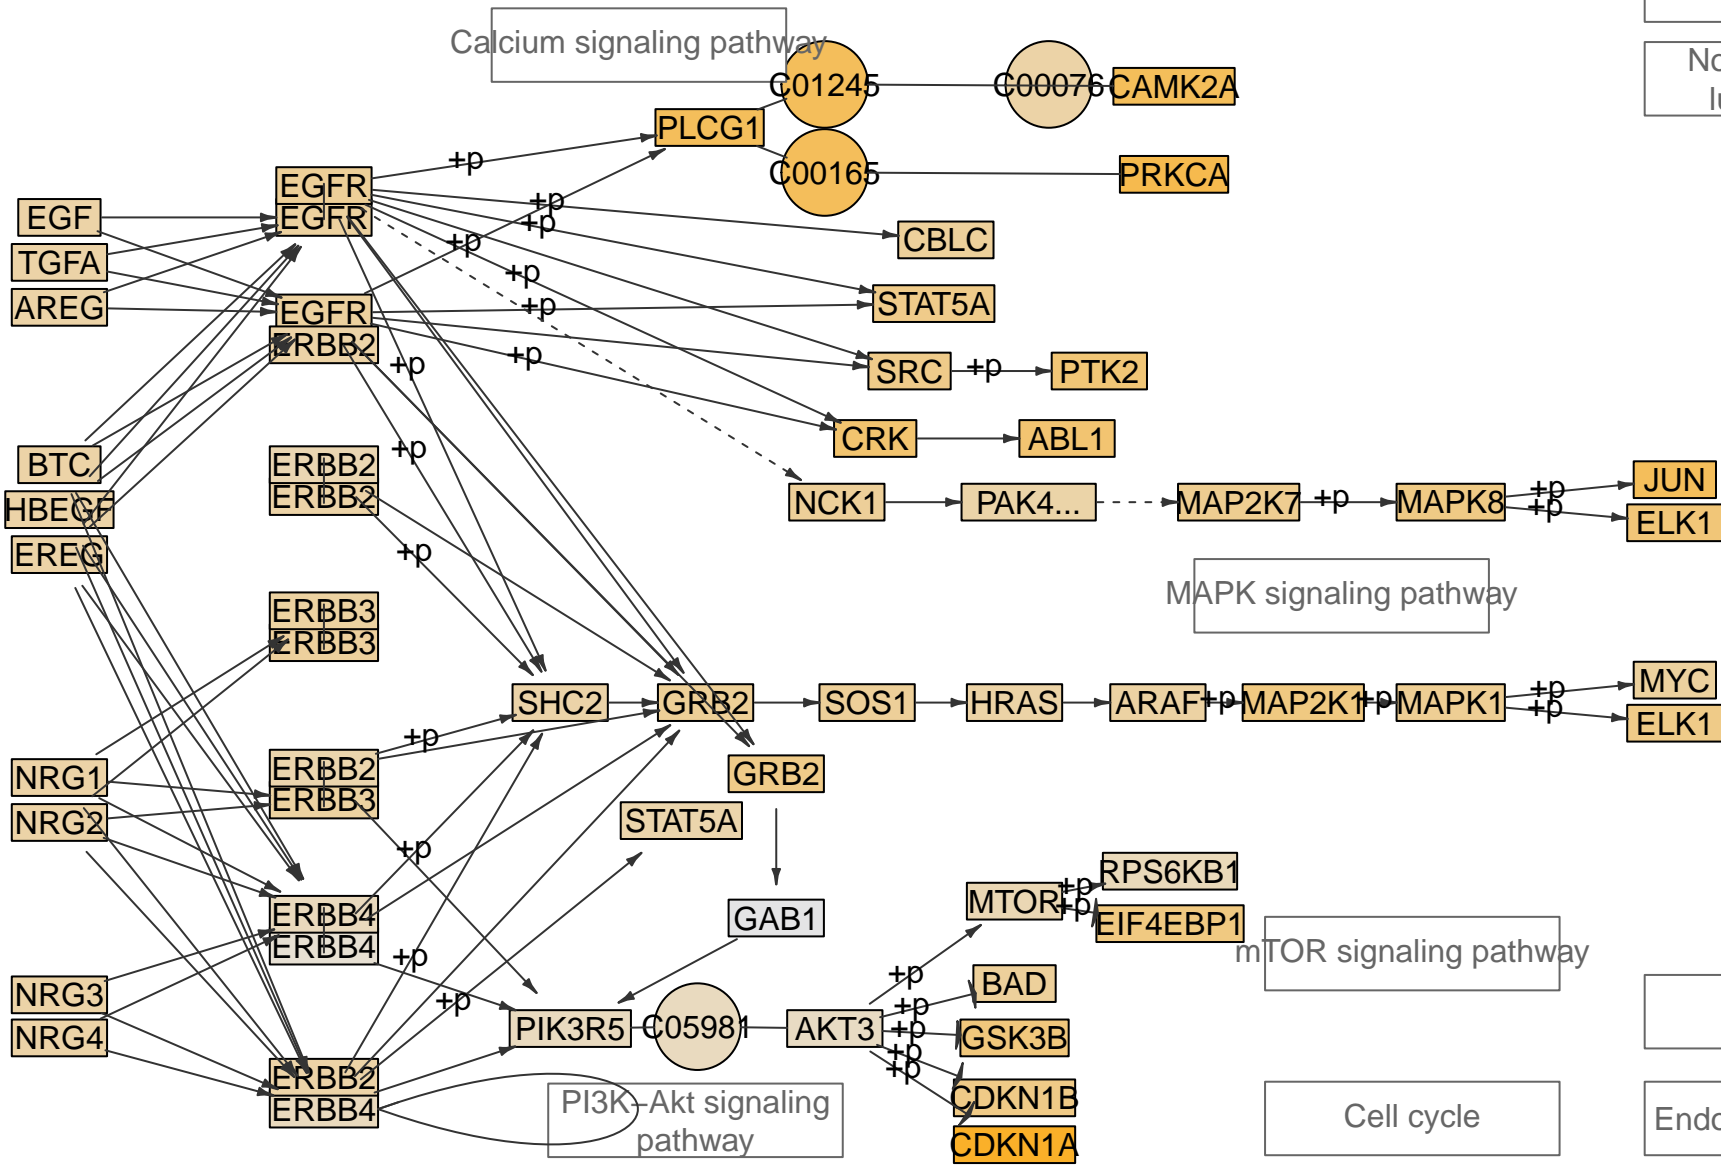 Calcium signaling pathway
No
lu
C01245
C00076
CAMK2A
PLCG1
+p
C00165
PRKCA
EGFR
EGFR
+p
+p
EGF
CBLC
+p
TGFA
+p
AREG
EGFR
+p
STAT5A
ERBB2
+p
+p
SRC
+p
PTK2
CRK
ABL1
BTC
ERBB2
+p
ERBB2
HBEGF
NCK1
PAK4...
MAP2K7
+p
MAPK8
+p
+p
JUN
ELK1
EREG
+p
MAPK signaling pathway
ERBB3
ERBB3
SHC2
GRB2
SOS1
HRAS
ARAF
+p
MAP2K1
+p
MAPK1
+p
+p
MYC
ELK1
+p
NRG1
ERBB2
ERBB3
GRB2
NRG2
STAT5A
+p
MTOR
+p
+p
RPS6KB1
EIF4EBP1
ERBB4
ERBB4
GAB1
mTOR signaling pathway
+p
+p
BAD
NRG3
+p
+p
NRG4
PIK3R5
C05981
AKT3
+p
GSK3B
+p
+p
ERBB2
ERBB4
CDKN1B
CDKN1A
PI3K−Akt signaling
pathway
Cell cycle
Endo